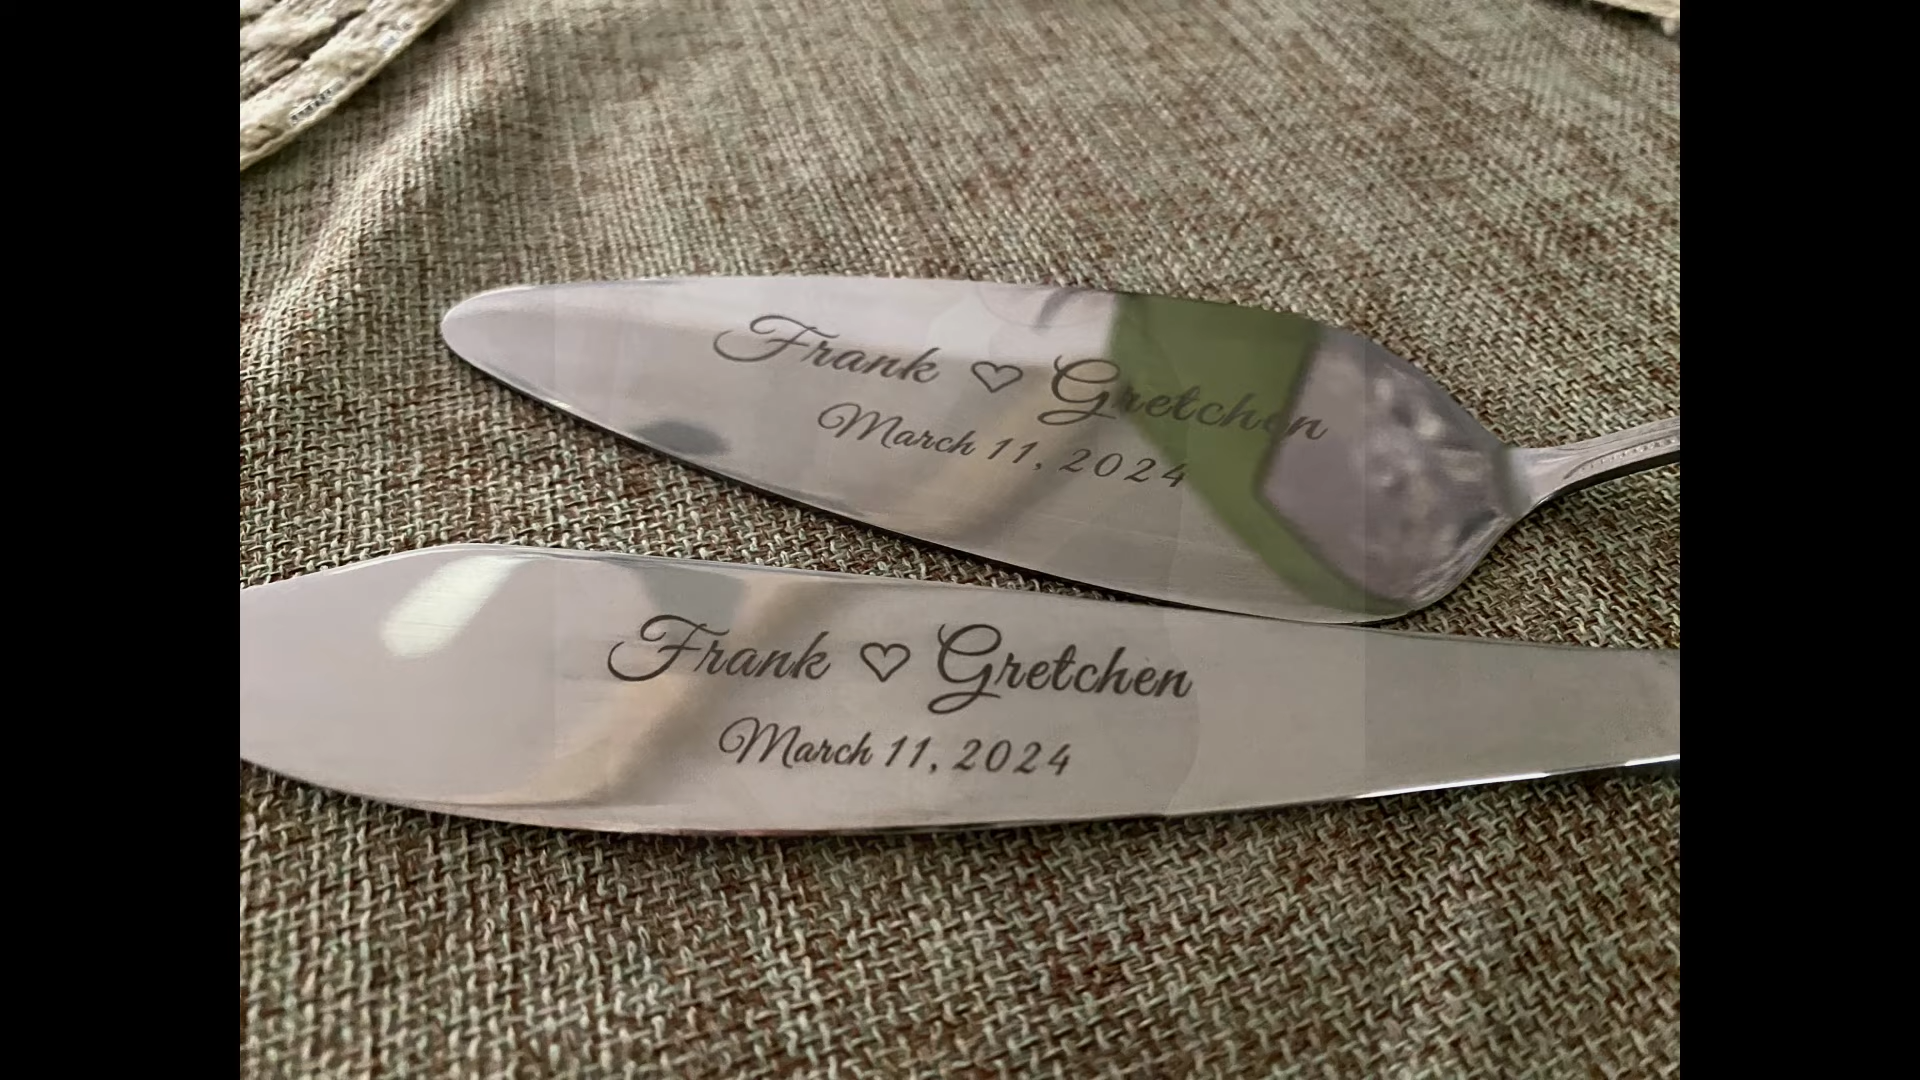 Frank ♡ Gretchen
March 11, 2024
Frank ♡ Gretchen
March 11, 2024